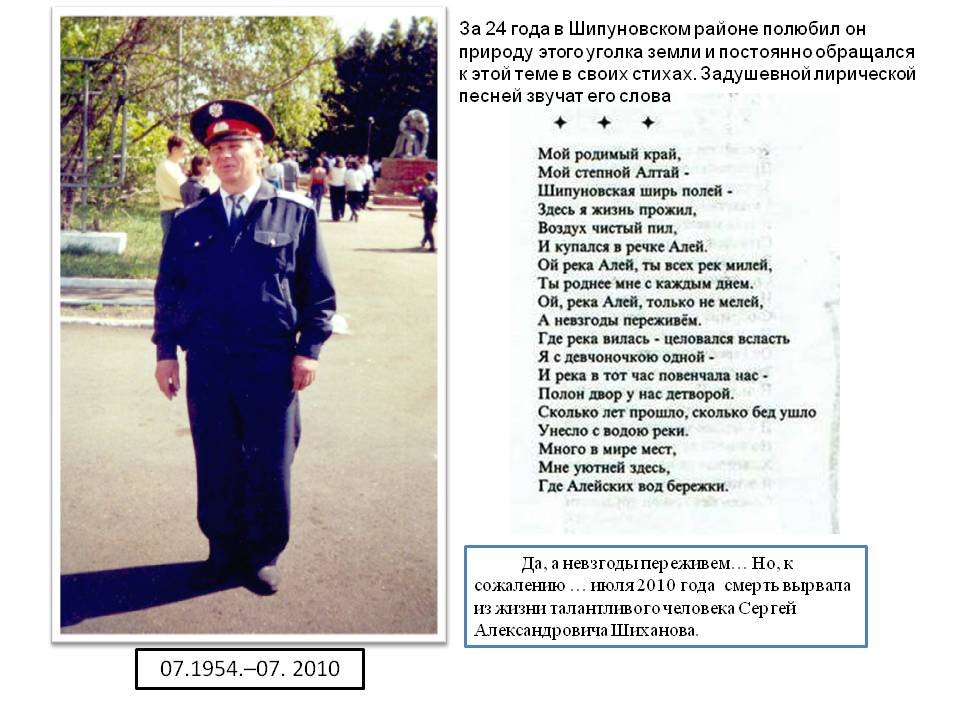 За 24 года в Шипуновском районе полюбил он
природу этого уголка земли и постоянно обращался
к этой теме в своих стихах. Задушевной лирической
песней звучат его слова
Мой родимый край,
Мой степной Алтай -
Шипуновская ширь полей -
Здесь я жизнь прожил,
Воздух чистый пил,
И купался в речке Алей.
Ой река Алей, ты всех рек милей,
Ты роднее мне с каждым днем.
Ой, река Алей, только не мелей,
А невзгоды переживём.
Где река вилась - целовался всласть
Я с девчоночкою одной -
И река в тот час повенчала нас -
Полон двор у нас детворой.
Сколько лет прошло, сколько бед ушло
Унесло с водою реки.
Много в мире мест,
Мне уютней здесь,
Где Алейских вод бережки.
Да, а невзгоды переживем… Но, к
сожалению … июля 2010 года смерть вырвала
из жизни талантливого человека Сергей
Александровича Шиханова.
07.1954.–07. 2010